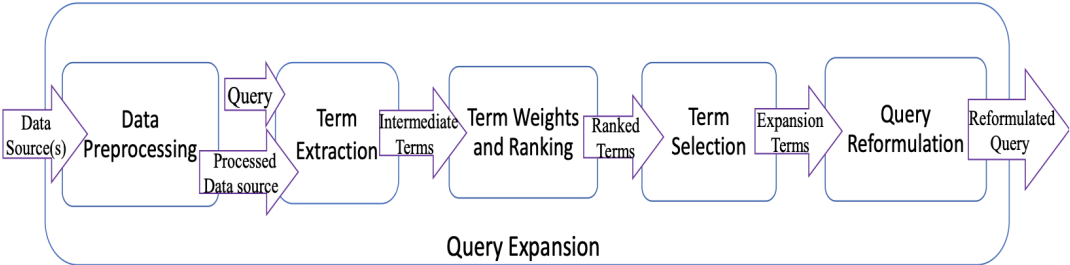 Data
Source(s)
Data
Preprocessing
Query
Processed
Data source
Term
Extraction
Intermediate
Terms
Term Weights
and Ranking
Ranked
Terms
Term
Selection
Expansion
Terms
Query
Reformulation
Reformulated
Query
Query Expansion